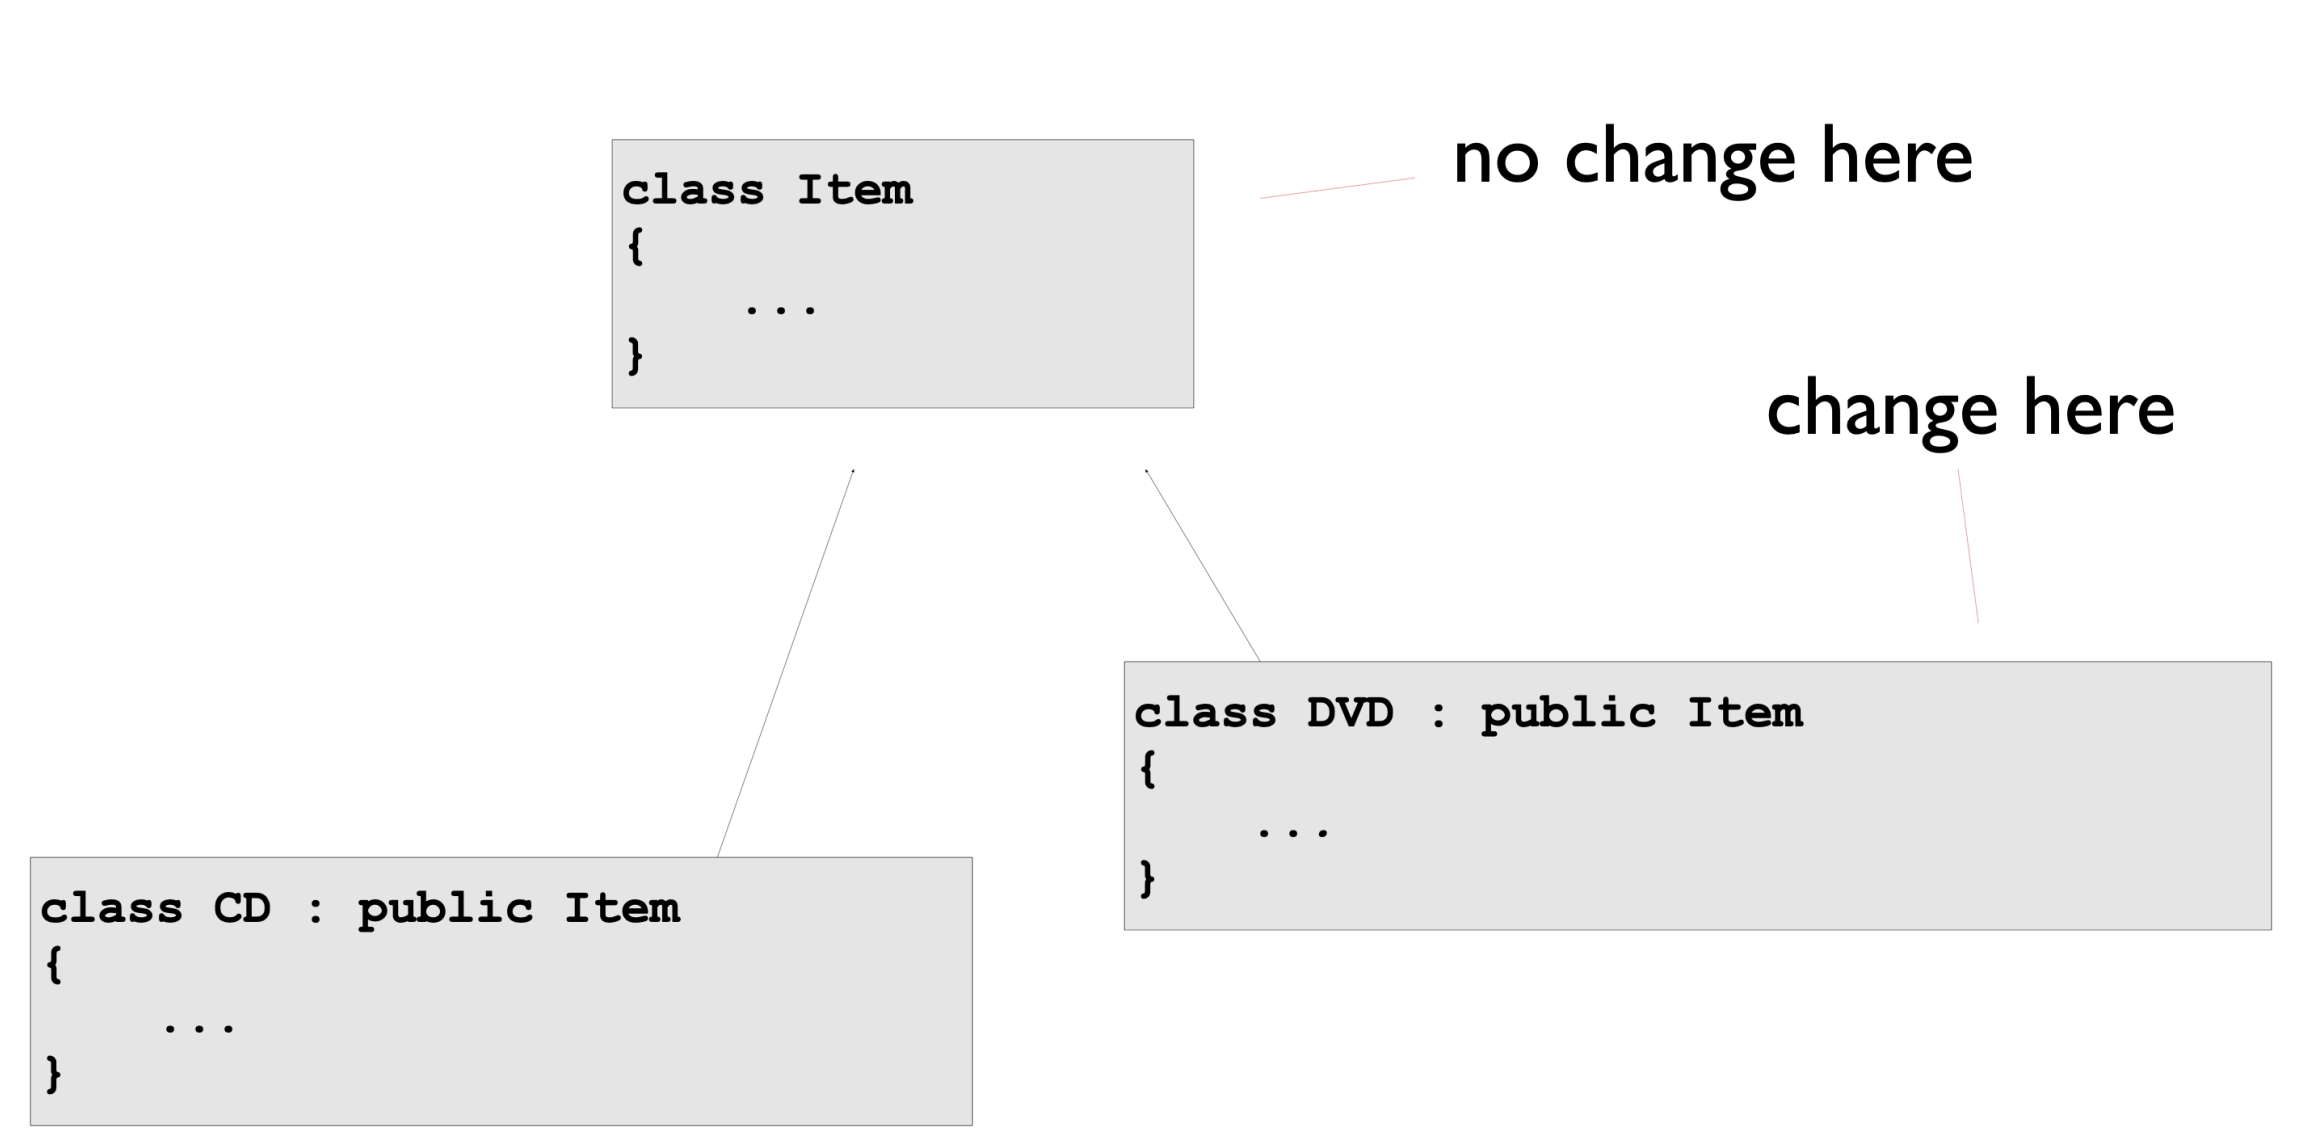 no change here
class Item
{
...
}
change here
class DVD : public Item
{
...
}
class CD : public Item
{
...
}